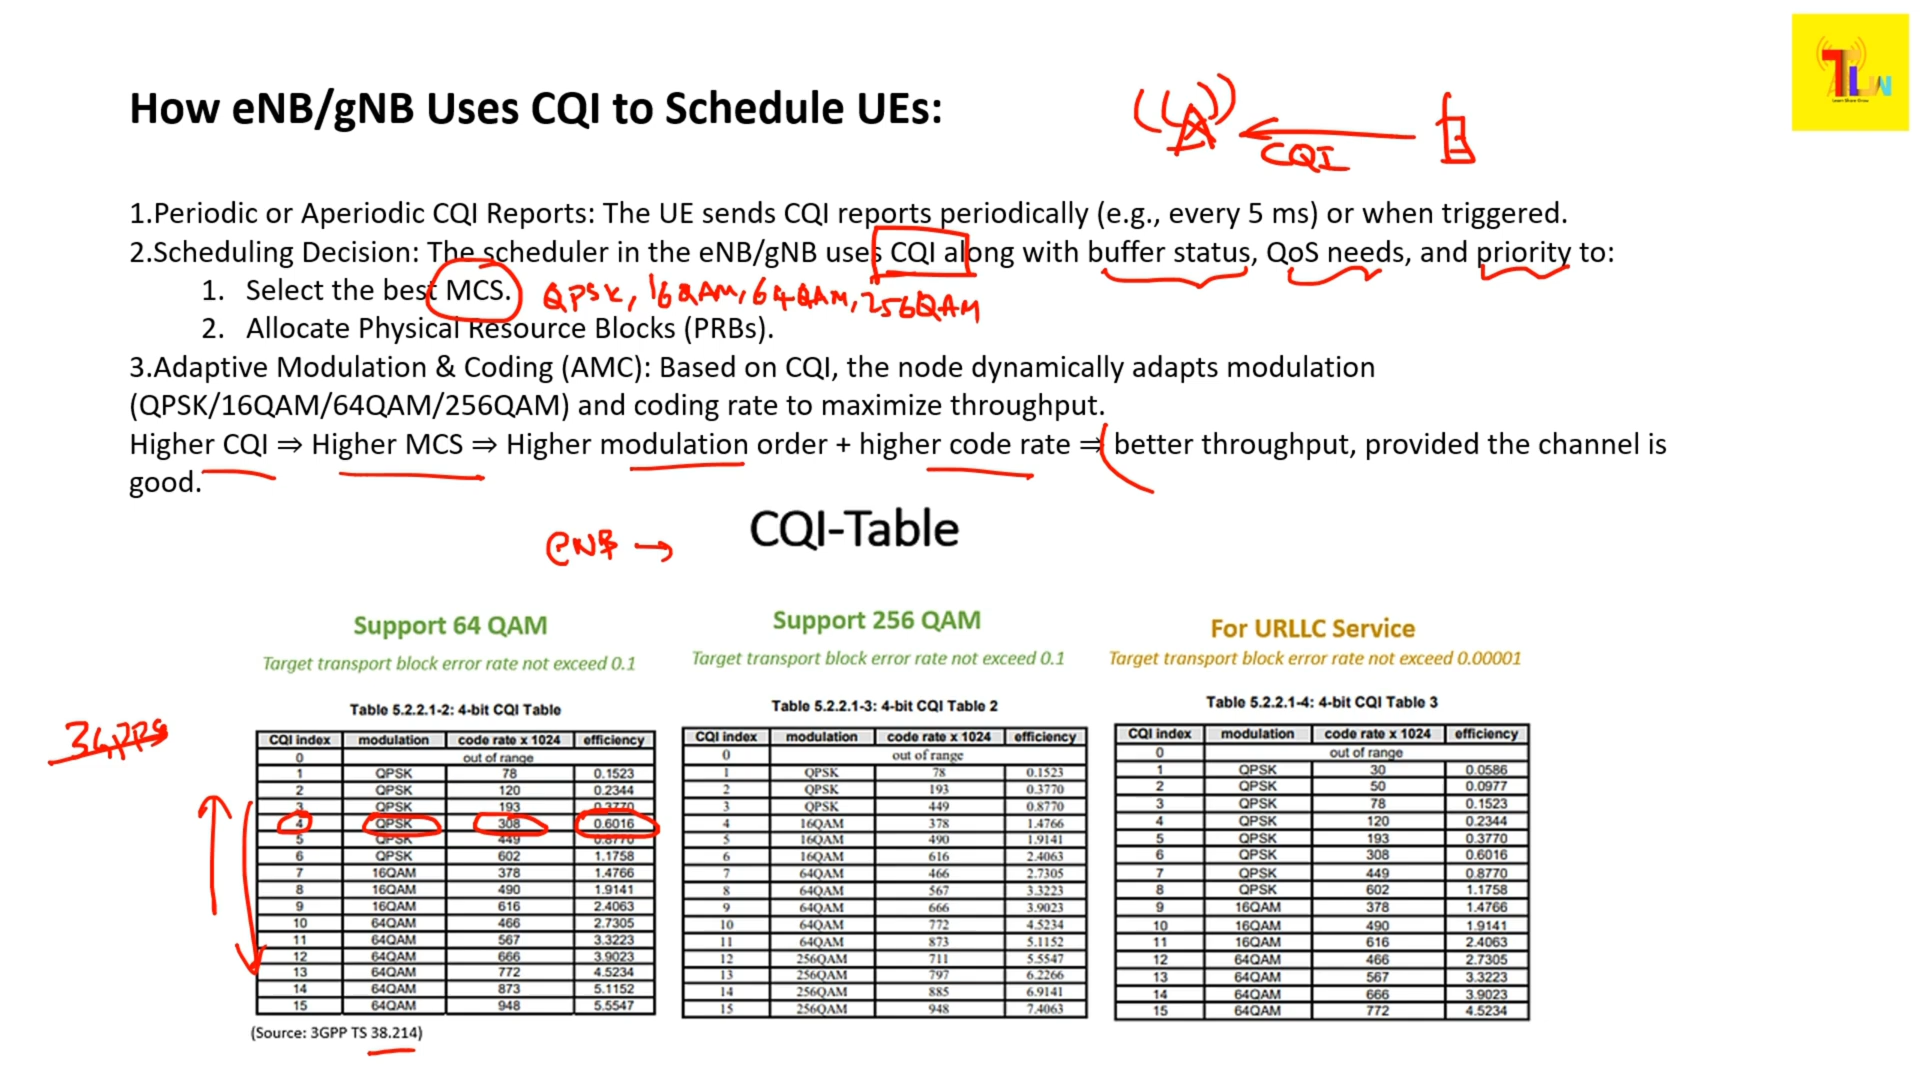 How eNB/gNB Uses CQI to Schedule UEs:
CQI
1.Periodic or Aperiodic CQI Reports: The UE sends CQI reports periodically (e.g., every 5 ms) or when triggered.
2.Scheduling Decision: The scheduler in the eNB/gNB uses CQI along with buffer status, QoS needs, and priority to:
1. Select the best MCS. QPSK, 16QAM, 64QAM, 256QAM
2. Allocate Physical Resource Blocks (PRBs).
3.Adaptive Modulation & Coding (AMC): Based on CQI, the node dynamically adapts modulation
(QPSK/16QAM/64QAM/256QAM) and coding rate to maximize throughput.
Higher CQI ⇒ Higher MCS ⇒ Higher modulation order + higher code rate ⇒ better throughput, provided the channel is
good.
eNB → CQI-Table
Support 64 QAM
Target transport block error rate not exceed 0.1
Table 5.2.2.1-2: 4-bit CQI Table
3GPPS
CQI index modulation code rate x 1024 efficiency
0 out of range
1 QPSK 78 0.1523
2 QPSK 120 0.2344
3 QPSK 193 0.3770
4 QPSK 308 0.6016
5 QPSK 449 0.8770
6 QPSK 602 1.1758
7 16QAM 378 1.4766
8 16QAM 490 1.9141
9 16QAM 616 2.4063
10 64QAM 466 2.7305
11 64QAM 567 3.3223
12 64QAM 666 3.9023
13 64QAM 772 4.5234
14 64QAM 873 5.1152
15 64QAM 948 5.5547
(Source: 3GPP TS 38.214)
Support 256 QAM
Target transport block error rate not exceed 0.1
Table 5.2.2.1-3: 4-bit CQI Table 2
CQI index modulation code rate x 1024 efficiency
0 out of range
1 QPSK 78 0.1523
2 QPSK 193 0.3770
3 QPSK 449 0.8770
4 16QAM 378 1.4766
5 16QAM 490 1.9141
6 16QAM 616 2.4063
7 64QAM 466 2.7305
8 64QAM 567 3.3223
9 64QAM 666 3.9023
10 64QAM 772 4.5234
11 64QAM 873 5.1152
12 256QAM 711 5.5547
13 256QAM 797 6.2266
14 256QAM 885 6.9141
15 256QAM 948 7.4063
For URLLC Service
Target transport block error rate not exceed 0.00001
Table 5.2.2.1-4: 4-bit CQI Table 3
CQI index modulation code rate x 1024 efficiency
0 out of range
1 QPSK 30 0.0586
2 QPSK 50 0.0977
3 QPSK 78 0.1523
4 QPSK 120 0.2344
5 QPSK 193 0.3770
6 QPSK 308 0.6016
7 QPSK 449 0.8770
8 QPSK 602 1.1758
9 16QAM 378 1.4766
10 16QAM 490 1.9141
11 16QAM 616 2.4063
12 64QAM 466 2.7305
13 64QAM 567 3.3223
14 64QAM 666 3.9023
15 64QAM 772 4.5234